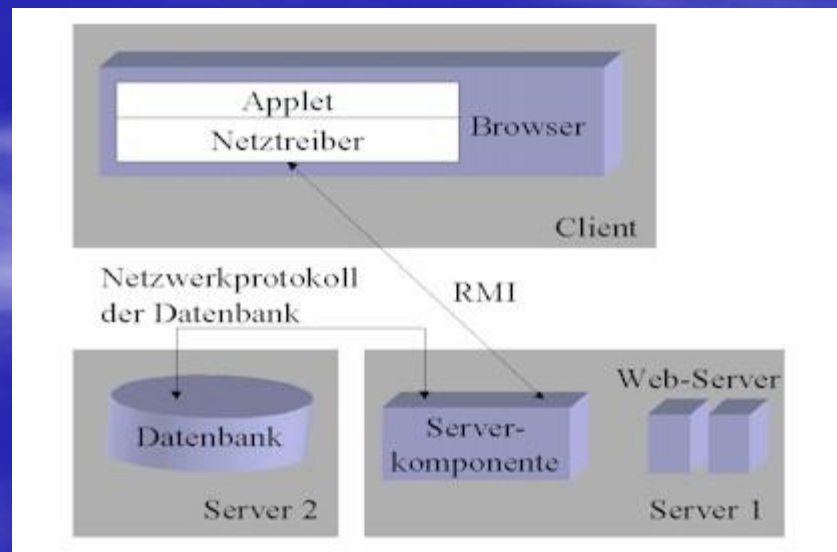 Applet
Netztreiber
Browser
Client
Netzwerkprotokoll
der Datenbank
RMI
Web-Server
Datenbank
Server-
komponente
Server 2
Server 1